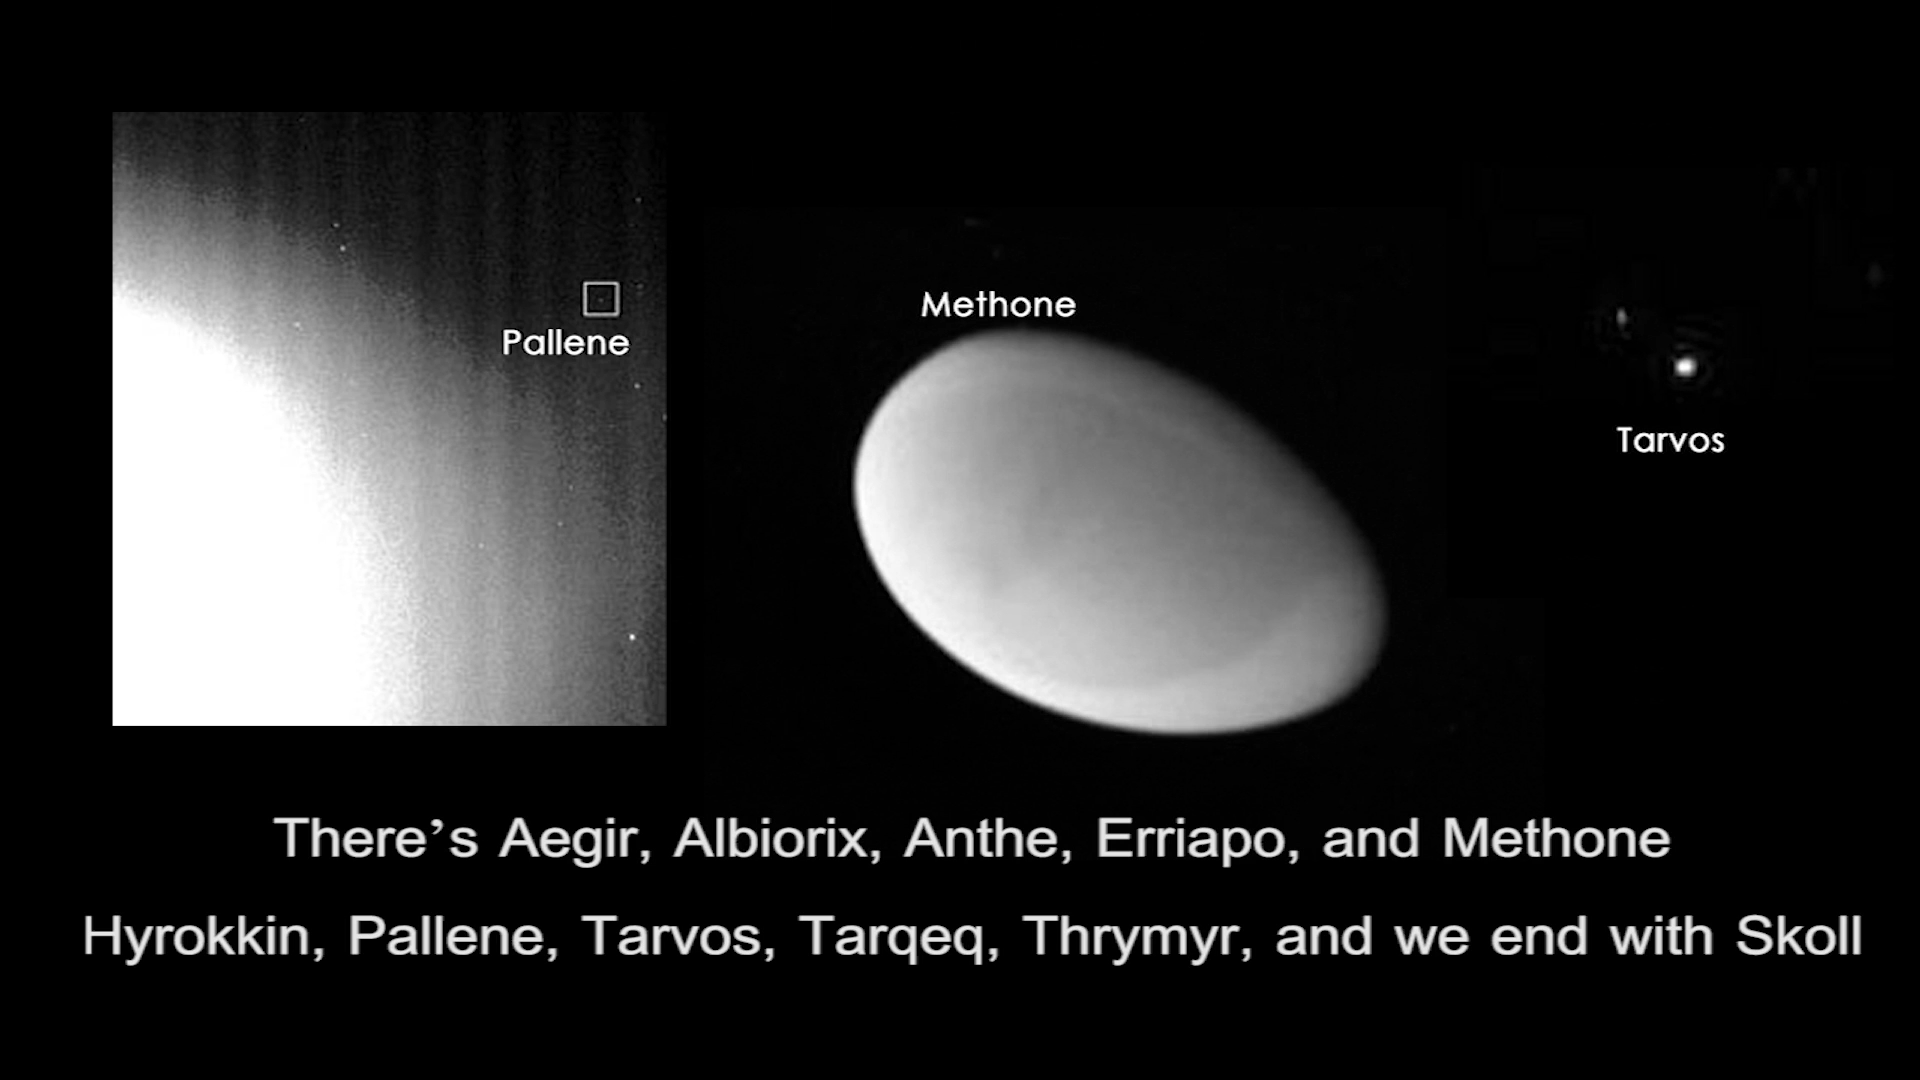 Methone
Pallene
Tarvos
There’s Aegir, Albiorix, Anthe, Erriapo, and Methone
Hyrokkin, Pallene, Tarvos, Tarqeq, Thrymyr, and we end with Skoll